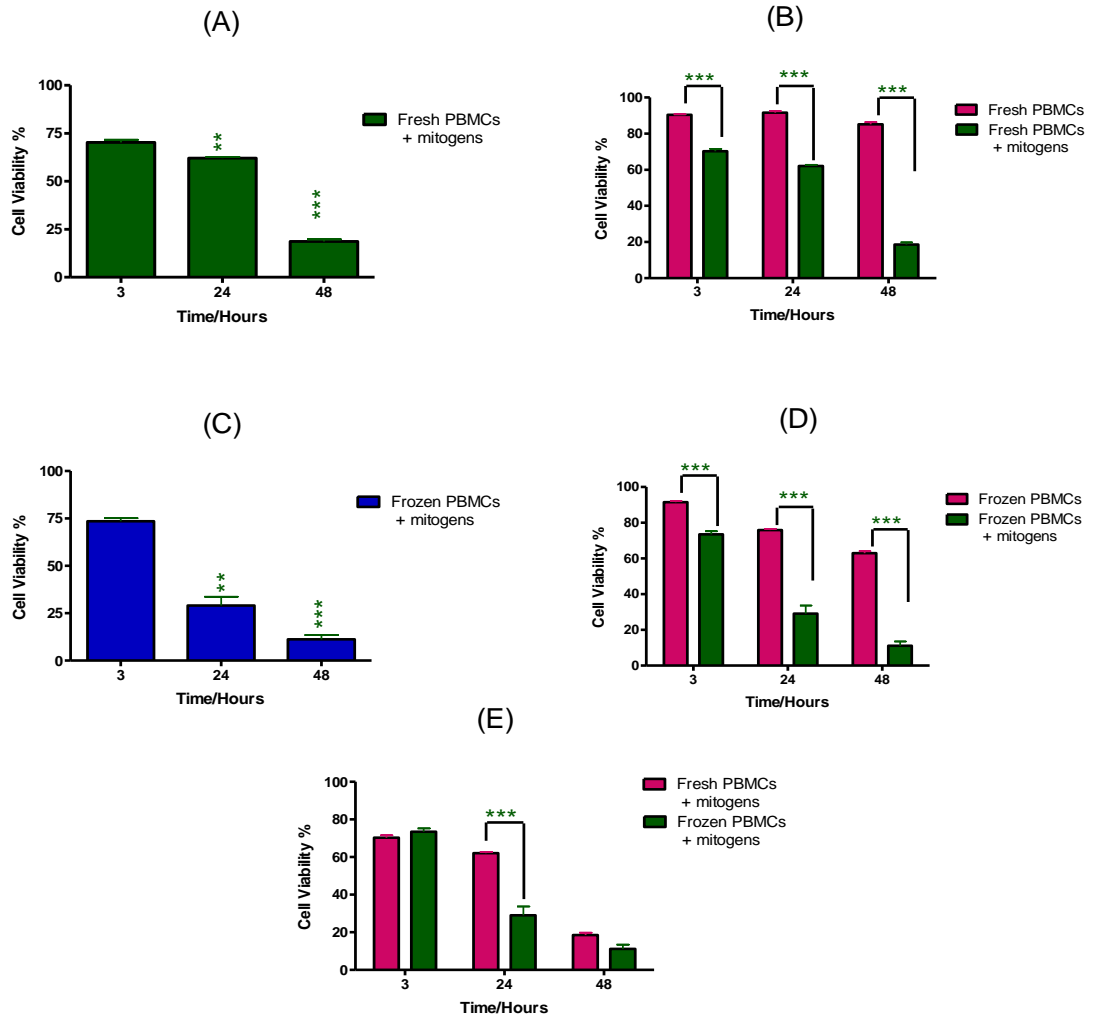 (A)
100
75
50
25
0
Cell Viability %
**
***
3 24 48
Time/Hours
Fresh PBMCs
+ mitogens
(B)
100
80
60
40
20
0
Cell Viability %
*** *** ***
3 24 48
Time/Hours
Fresh PBMCs
Fresh PBMCs
+ mitogens
(C)
100
75
50
25
0
Cell Viability %
**
***
3 24 48
Time/Hours
Frozen PBMCs
+ mitogens
(D)
100
80
60
40
20
0
Cell Viability %
*** *** ***
3 24 48
Time/Hours
Frozen PBMCs
Frozen PBMCs
+ mitogens
(E)
100
80
60
40
20
0
Cell Viability %
***
3 24 48
Time/Hours
Fresh PBMCs
+ mitogens
Frozen PBMCs
+ mitogens